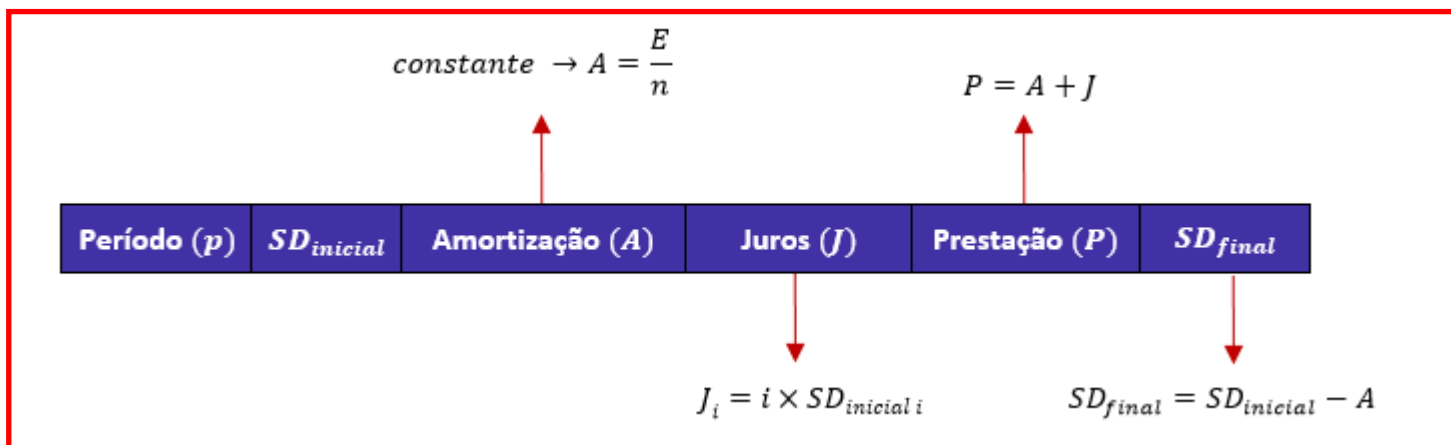 constante → A = E/n
P = A + J
Período (p) SD_inicial Amortização (A) Juros (J) Prestação (P) SD_final
J_i = i × SD_inicial i
SD_final = SD_inicial − A